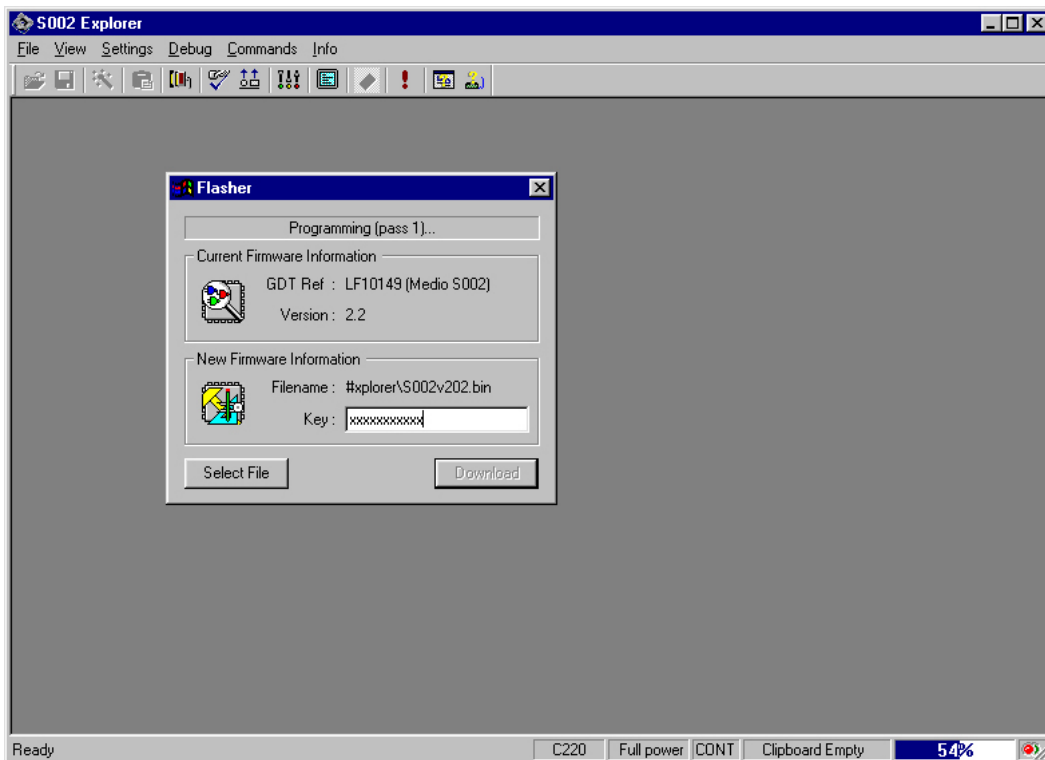 S002 Explorer
File View Settings Debug Commands Info
Flasher
Programming (pass 1)...
Current Firmware Information
GDT Ref : LF10149 (Medio S002)
Version : 2.2
New Firmware Information
Filename : #xplorer\S002v202.bin
Key : xxxxxxxxxxx
Select File Download
Ready C220 Full power CONT Clipboard Empty 54%